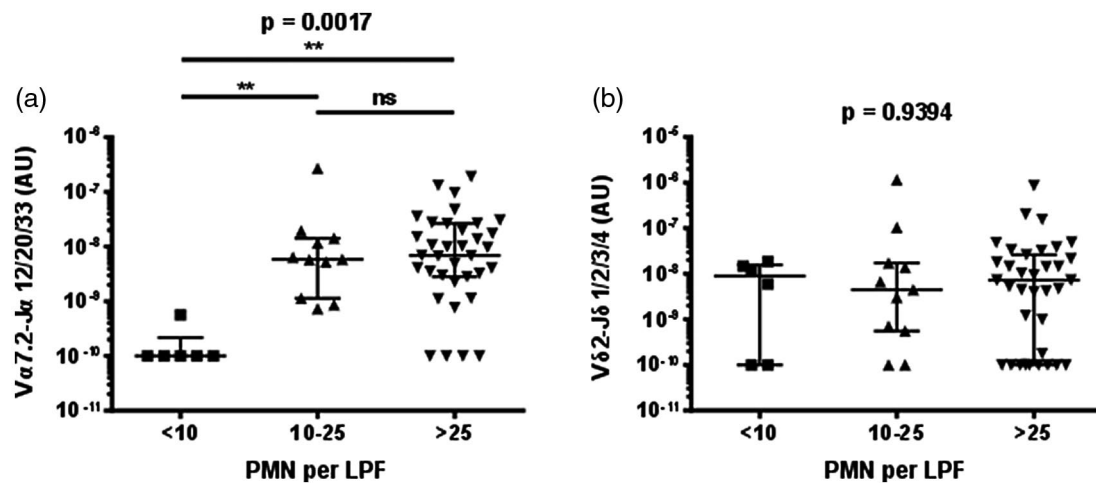 (a)
p = 0.0017
**
**
ns
Vα7.2-Jα 12/20/33 (AU)
10-8
10-7
10-8
10-9
10-10
10-11
<10
10-25
>25
PMN per LPF
(b)
p = 0.9394
Vδ2-Jδ 1/2/3/4 (AU)
10-6
10-6
10-7
10-8
10-9
10-10
10-11
<10
10-25
>25
PMN per LPF